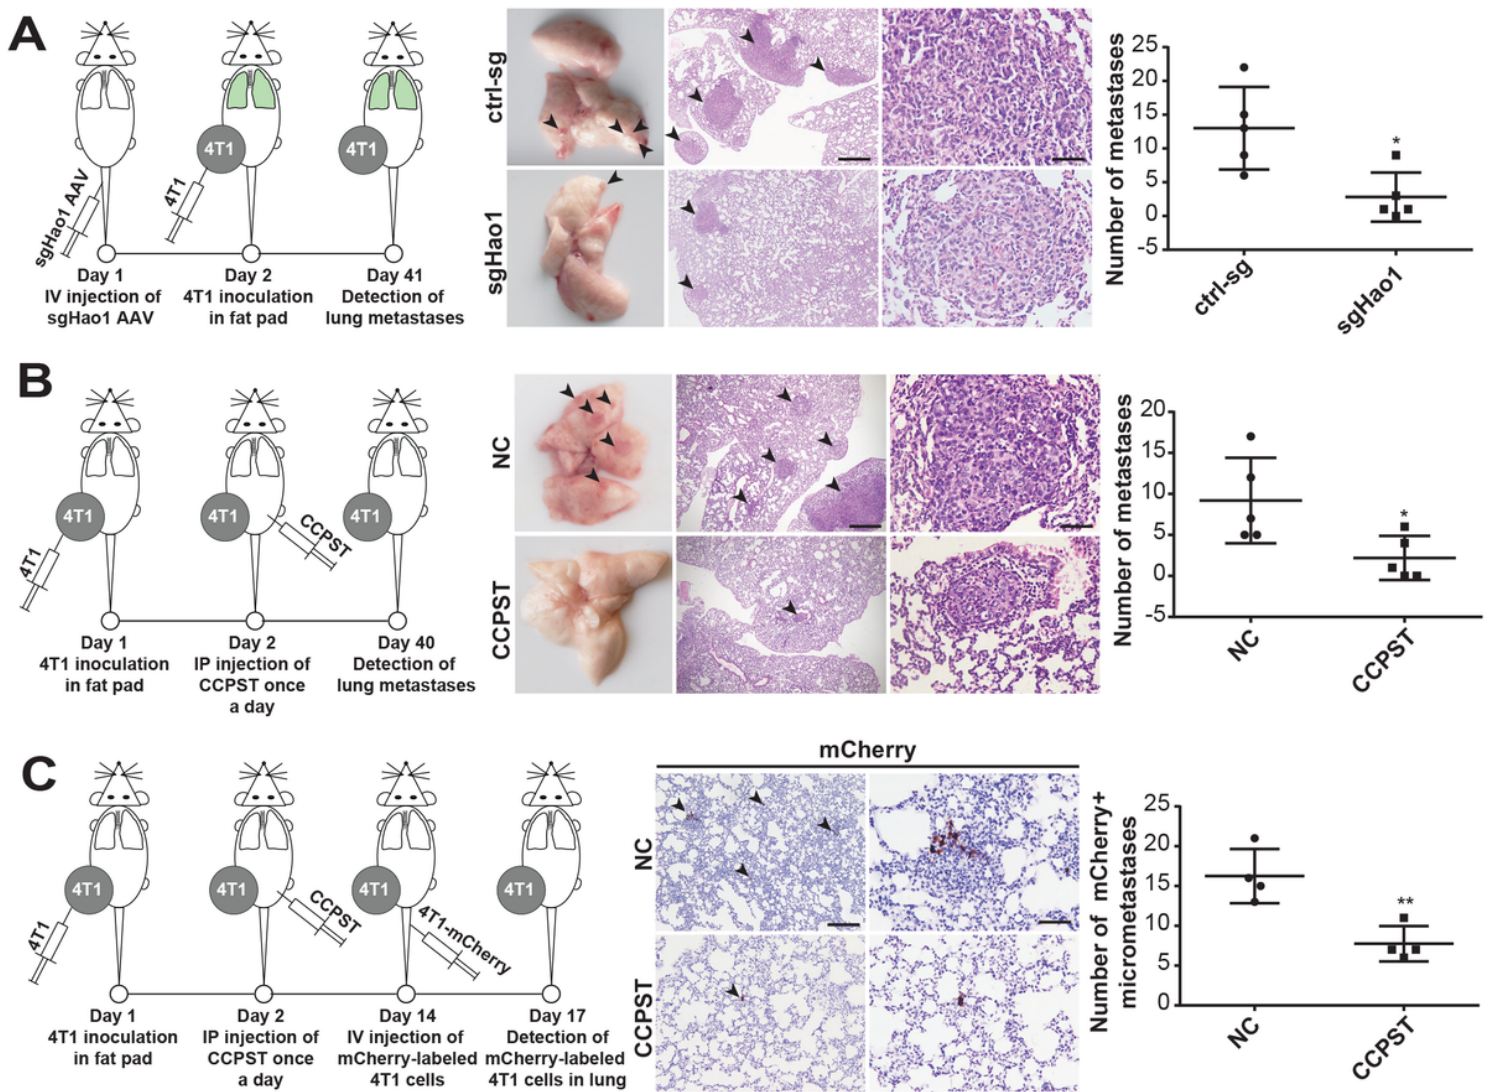 A
4T1
4T1
4T1
sgHao1 AAV
Day 1
IV injection of
sgHao1 AAV
Day 2
4T1 inoculation
in fat pad
Day 41
Detection of
lung metastases
ctrl-sg
sgHao1
Number of metastases
25
20
15
10
5
0
-5
*
ctrl-sg
sgHao1
B
4T1
4T1
4T1
4T1
CCPST
Day 1
4T1 inoculation
in fat pad
Day 2
IP injection of
CCPST once
a day
Day 40
Detection of
lung metastases
NC
CCPST
Number of metastases
20
15
10
5
0
-5
*
NC
CCPST
C
4T1
4T1
4T1
4T1
4T1
CCPST
4T1-mCherry
Day 1
4T1 inoculation
in fat pad
Day 2
IP injection of
CCPST once
a day
Day 14
IV injection of
mCherry-labeled
4T1 cells
Day 17
Detection of
mCherry-labeled
4T1 cells in lung
mCherry
NC
CCPST
Number of mCherry+
micrometastases
25
20
15
10
5
0
**
NC
CCPST